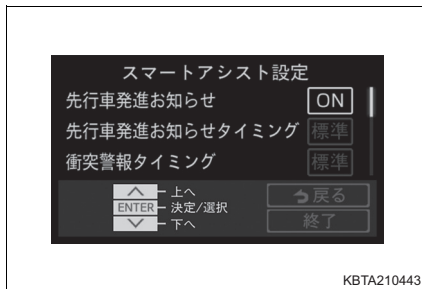 スマートアシスト設定
先行車発進お知らせ ON
先行車発進お知らせタイミング 標準
衝突警報タイミング 標準
上へ
ENTER 決定/選択
下へ
戻る
終了
KBTA210443